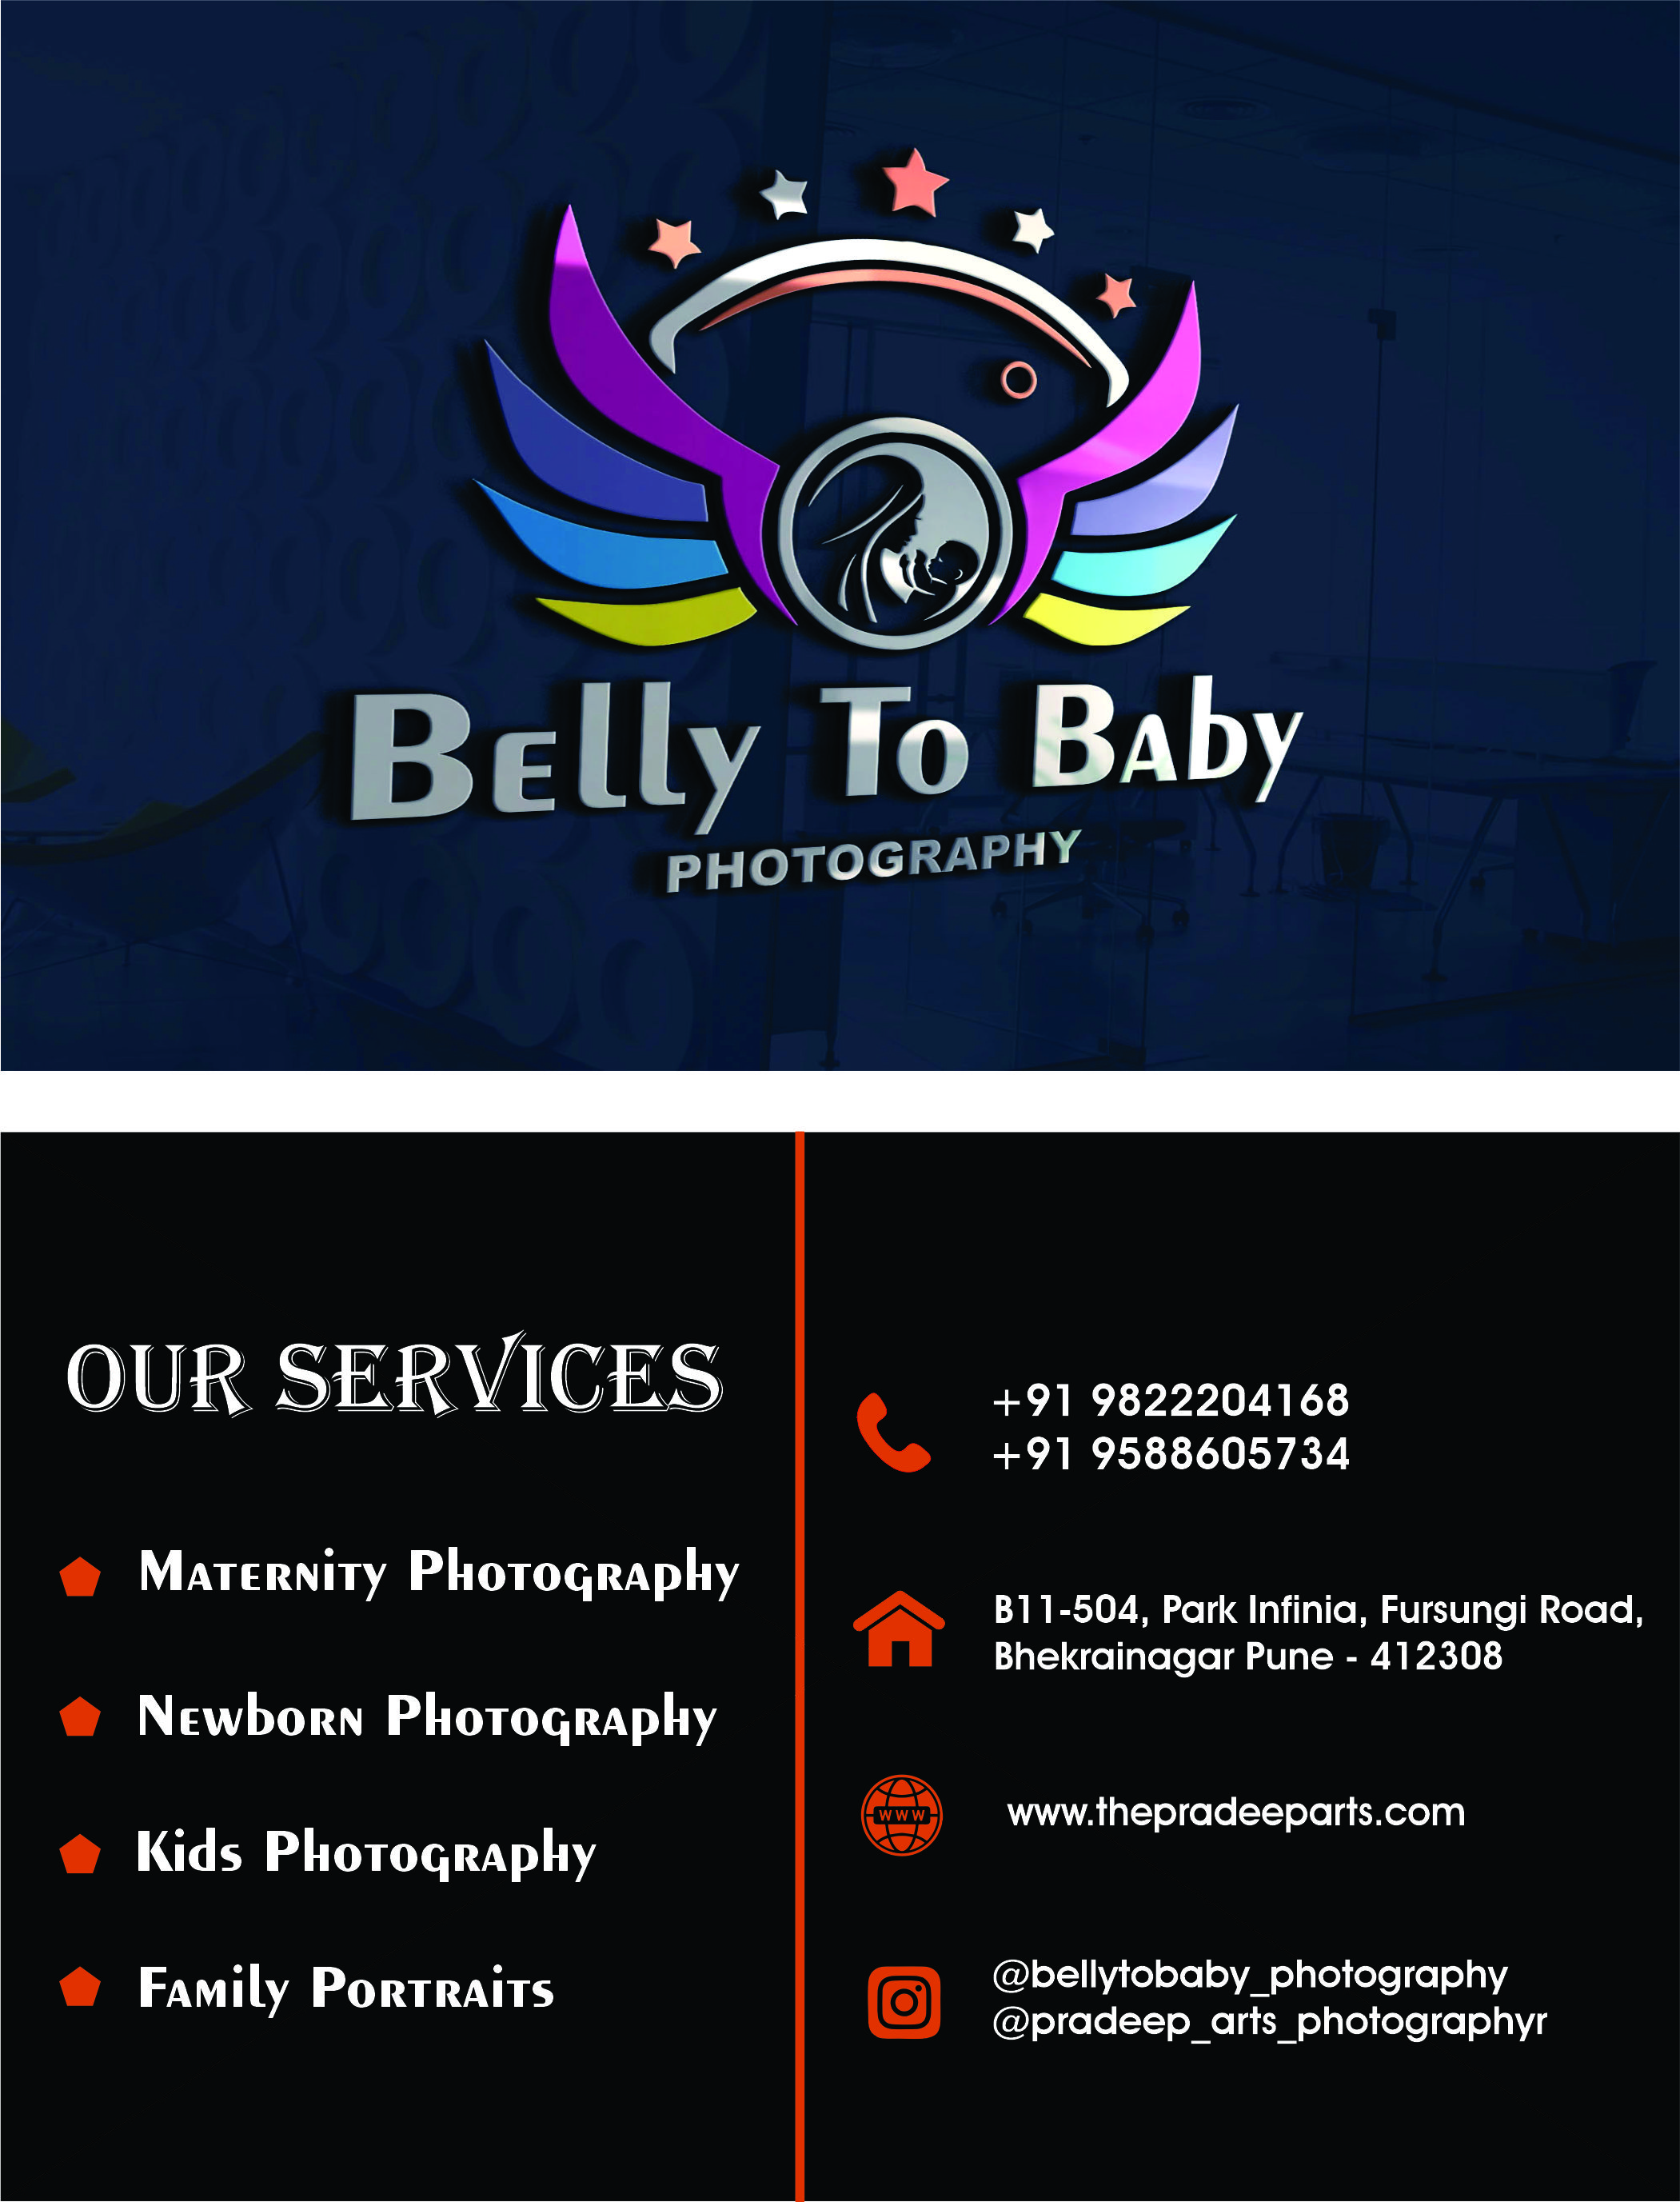 Belly To Baby
PHOTOGRAPHY
OUR SERVICES
Maternity Photography
Newborn Photography
Kids Photography
Family Portraits
+91 9822204168
+91 9588605734
B11-504, Park Infinia, Fursungi Road,
Bhekrainagar Pune - 412308
WWW
www.thepradeeparts.com
@bellytobaby_photography
@pradeep_arts_photographyr